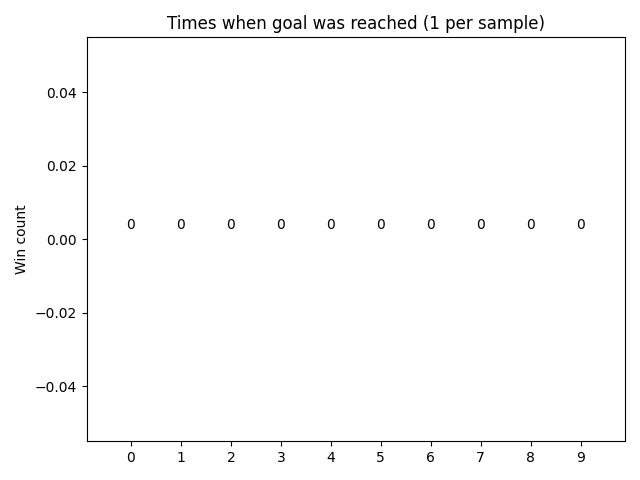 Times when goal was reached (1 per sample)
Win count
0.04
0.02
0.00
−0.02
−0.04
0 0 0 0 0 0 0 0 0 0
0 1 2 3 4 5 6 7 8 9